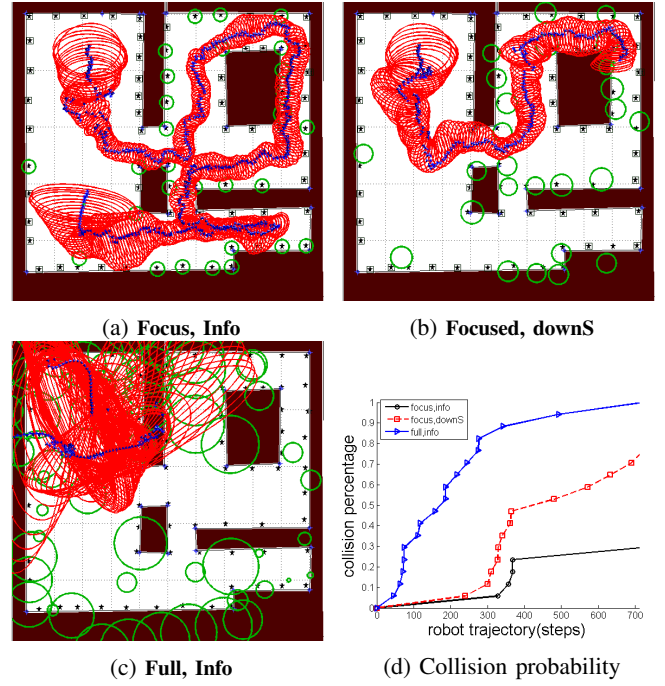 (a) Focus, Info
(b) Focused, downS
(c) Full, Info
focus,info
focus,downS
full,info
collision percentage
1
0.9
0.8
0.7
0.6
0.5
0.4
0.3
0.2
0.1
0
0 100 200 300 400 500 600 700
robot trajectory(steps)
(d) Collision probability